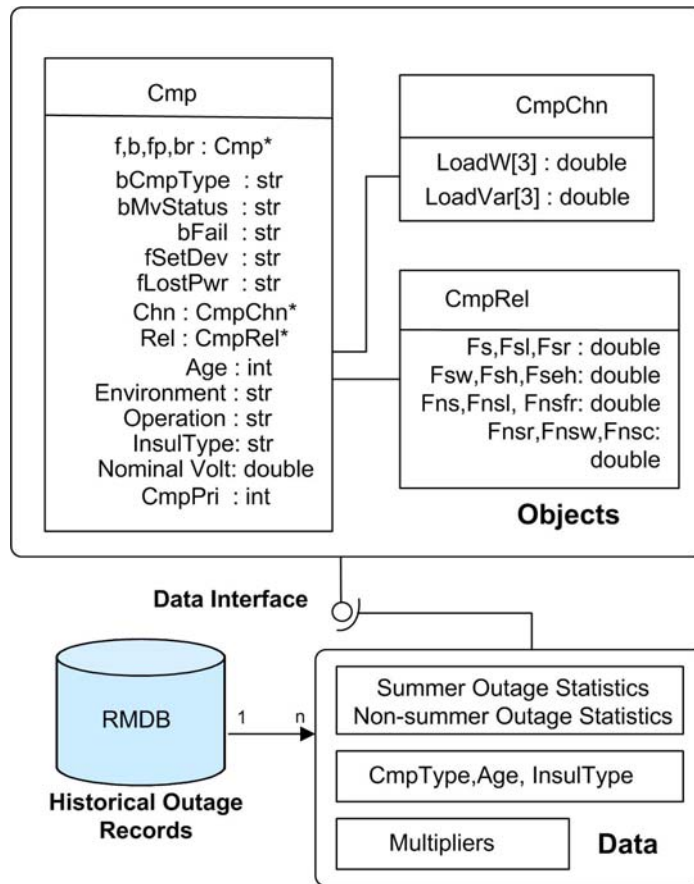 Cmp
f,b,fp,br : Cmp*
bCmpType : str
bMvStatus : str
bFail : str
fSetDev : str
fLostPwr : str
Chn : CmpChn*
Rel : CmpRel*
Age : int
Environment : str
Operation : str
InsulType: str
Nominal Volt: double
CmpPri : int
CmpChn
LoadW[3] : double
LoadVar[3] : double
CmpRel
Fs,Fsl,Fsr : double
Fsw,Fsh,Fseh: double
Fns,Fnsl, Fnsfr: double
Fnsr,Fnsw,Fnsc:
double
Objects
Data Interface
RMDB
1
n
Historical Outage
Records
Summer Outage Statistics
Non-summer Outage Statistics
CmpType,Age, InsulType
Multipliers
Data